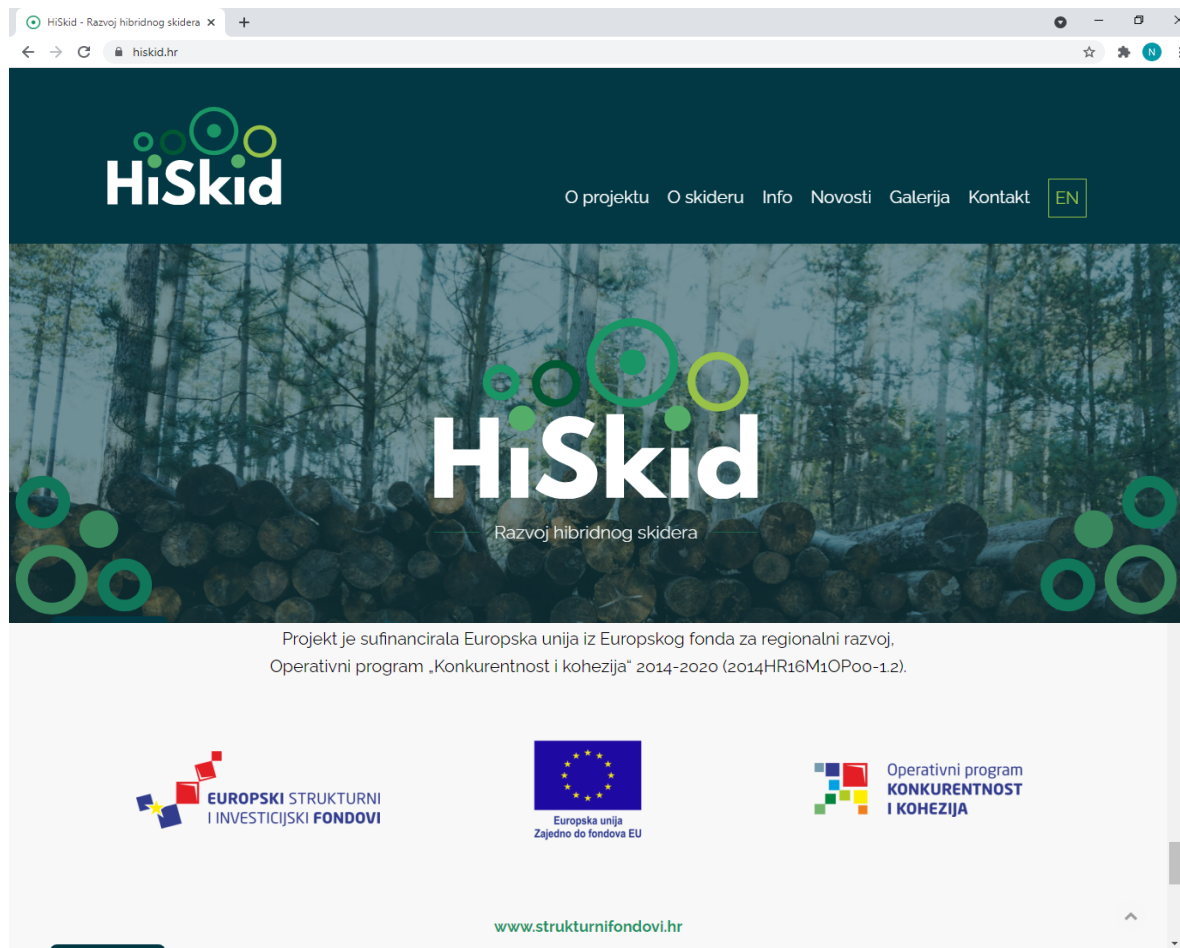 HiSkid - Razvoj hibridnog skidera
hiskid.hr
N
HiSkid
O projektu O skideru Info Novosti Galerija Kontakt EN
HiSkid
Razvoj hibridnog skidera
Projekt je sufinancirala Europska unija iz Europskog fonda za regionalni razvoj,
Operativni program „Konkurentnost i kohezija“ 2014-2020 (2014HR16M1OP00-1.2).
EUROPSKI STRUKTURNI
I INVESTICIJSKI FONDOVI
Europska unija
Zajedno do fondova EU
Operativni program
KONKURENTNOST
I KOHEZIJA
www.strukturnifondovi.hr